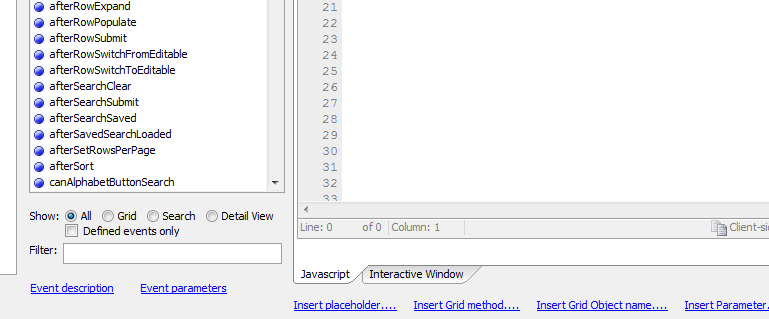 afterRowExpand
afterRowPopulate
afterRowSubmit
afterRowSwitchFromEditable
afterRowSwitchToEditable
afterSearchClear
afterSearchSubmit
afterSearchSaved
afterSavedSearchLoaded
afterSetRowsPerPage
afterSort
canAlphabetButtonSearch
Show: All Grid Search Detail View
Defined events only
Filter:
Event description Event parameters
21
22
23
24
25
26
27
28
29
30
31
32
33
Line: 0 of 0 Column: 1 Client-si
Javascript Interactive Window
Insert placeholder.... Insert Grid method.... Insert Grid Object name.... Insert Parameter.